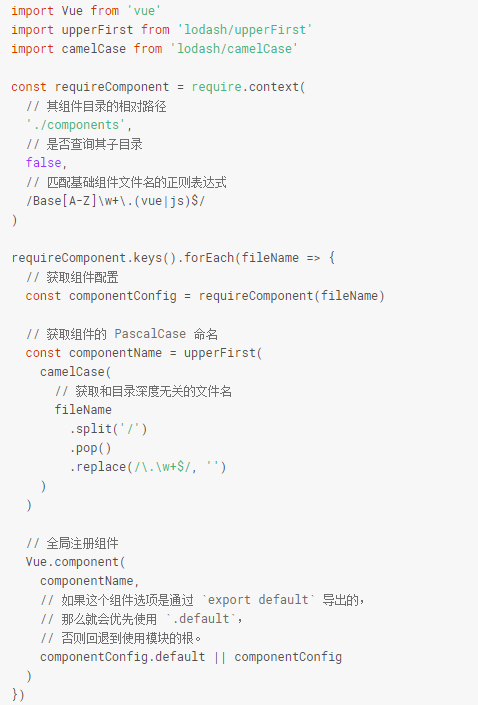 import Vue from 'vue'
import upperFirst from 'lodash/upperFirst'
import camelCase from 'lodash/camelCase'

const requireComponent = require.context(
  // 其组件目录的相对路径
  './components',
  // 是否查询其子目录
  false,
  // 匹配基础组件文件名的正则表达式
  /Base[A-Z]\w+\.(vue|js)$/
)

requireComponent.keys().forEach(fileName => {
  // 获取组件配置
  const componentConfig = requireComponent(fileName)

  // 获取组件的 PascalCase 命名
  const componentName = upperFirst(
    camelCase(
      // 获取和目录深度无关的文件名
      fileName
        .split('/')
        .pop()
        .replace(/\.\w+$/, '')
    )
  )

  // 全局注册组件
  Vue.component(
    componentName,
    // 如果这个组件选项是通过 `export default` 导出的，
    // 那么就会优先使用 `.default`，
    // 否则回退到使用模块的根。
    componentConfig.default || componentConfig
  )
})